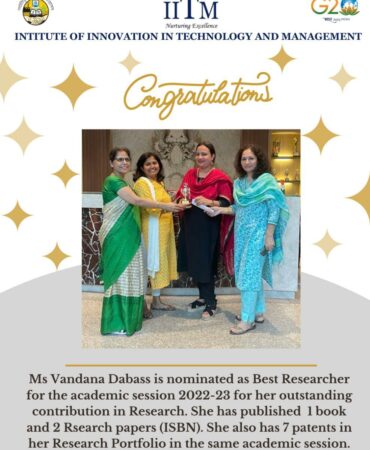 IITM
Nurturing Excellence
G20
INTITUTE OF INNOVATION IN TECHNOLOGY AND MANAGEMENT
Congratulations
Ms Vandana Dabass is nominated as Best Researcher
for the academic session 2022-23 for her outstanding
contribution in Research. She has published 1 book
and 2 Rsearch papers (ISBN). She also has 7 patents in
her Research Portfolio in the same academic session.